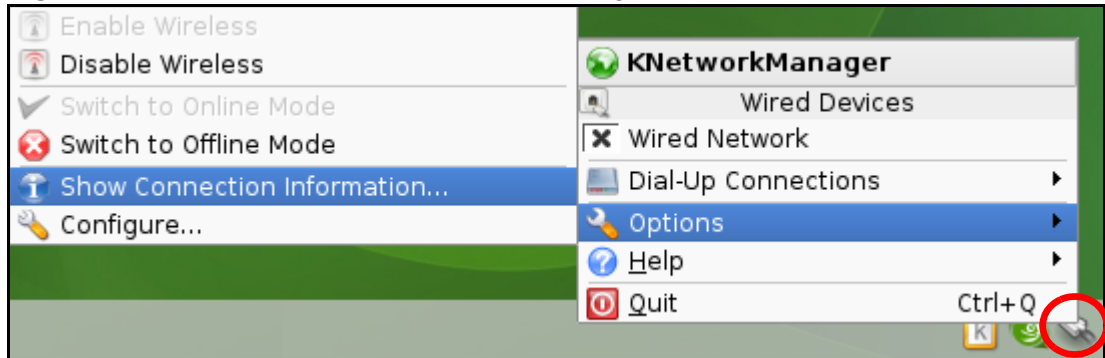 Enable Wireless
Disable Wireless
Switch to Online Mode
Switch to Offline Mode
Show Connection Information...
Configure...
KNetworkManager
Wired Devices
Wired Network
Dial-Up Connections
Options
Help
Quit Ctrl+Q
K